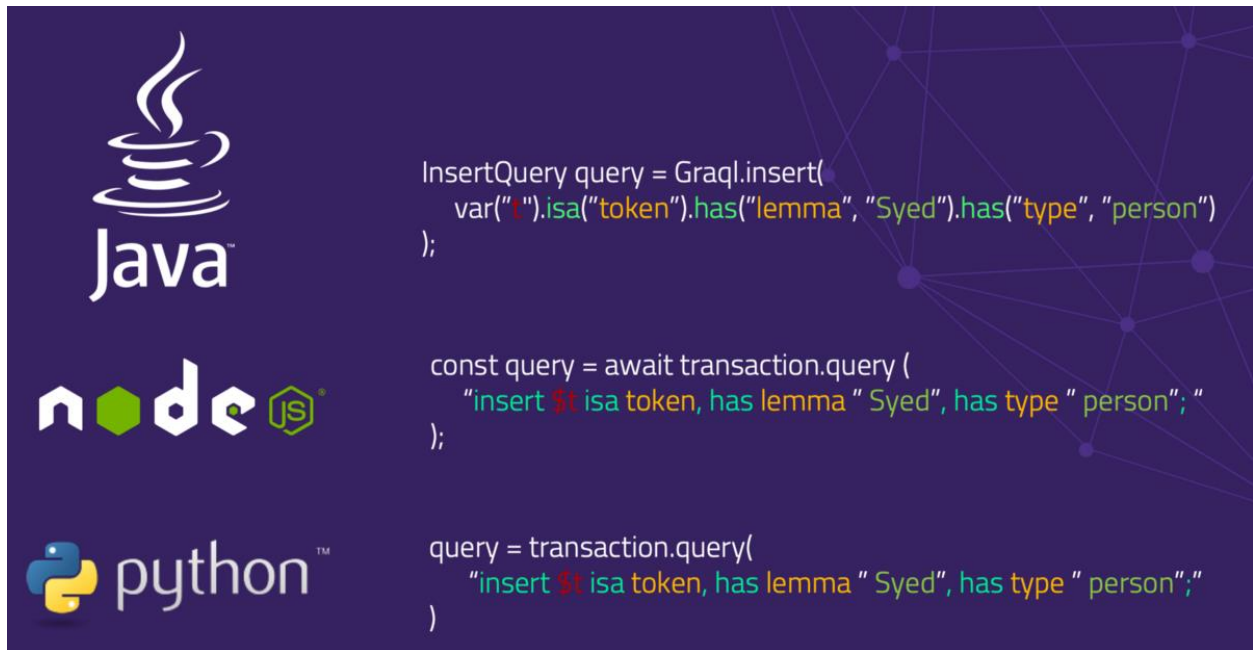 Java™
InsertQuery query = Graql.insert(
var("t").isa("token").has("lemma", "Syed").has("type", "person")
);
node JS®
const query = await transaction.query (
“insert $t isa token, has lemma ” Syed”, has type ” person”; “
);
python™
query = transaction.query(
“insert $t isa token, has lemma ” Syed”, has type ” person”;“
)